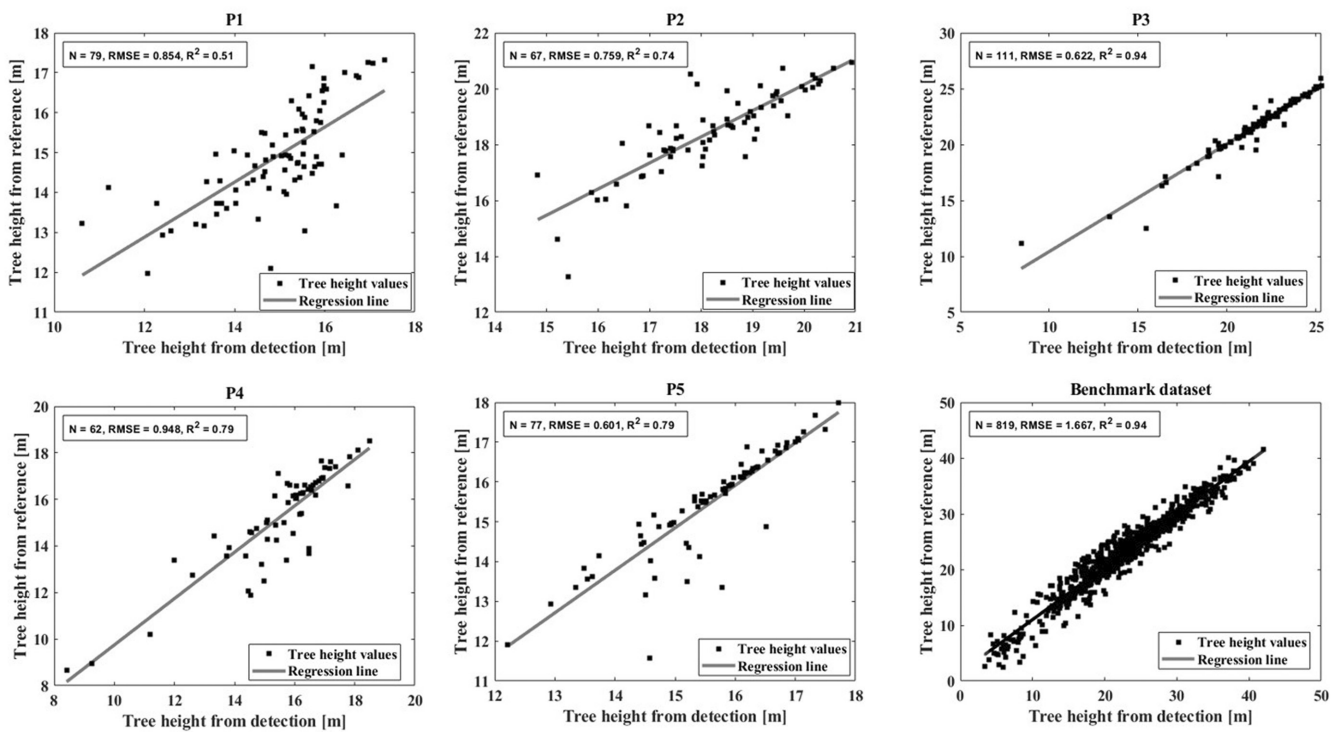 P1
N = 79, RMSE = 0.854, R² = 0.51
Tree height from reference [m]
18
17
16
15
14
13
12
11
Tree height values
Regression line
10 12 14 16 18
Tree height from detection [m]
P2
N = 67, RMSE = 0.759, R² = 0.74
Tree height from reference [m]
22
20
18
16
14
12
Tree height values
Regression line
14 15 16 17 18 19 20 21
Tree height from detection [m]
P3
N = 111, RMSE = 0.622, R² = 0.94
Tree height from reference [m]
30
25
20
15
10
5
Tree height values
Regression line
5 10 15 20 25
Tree height from detection [m]
P4
N = 62, RMSE = 0.948, R² = 0.79
Tree height from reference [m]
20
18
16
14
12
10
8
Tree height values
Regression line
8 10 12 14 16 18 20
Tree height from detection [m]
P5
N = 77, RMSE = 0.601, R² = 0.79
Tree height from reference [m]
18
17
16
15
14
13
12
11
Tree height values
Regression line
12 13 14 15 16 17 18
Tree height from detection [m]
Benchmark dataset
N = 819, RMSE = 1.667, R² = 0.94
Tree height from reference [m]
50
40
30
20
10
0
Tree height values
Regression line
0 10 20 30 40 50
Tree height from detection [m]